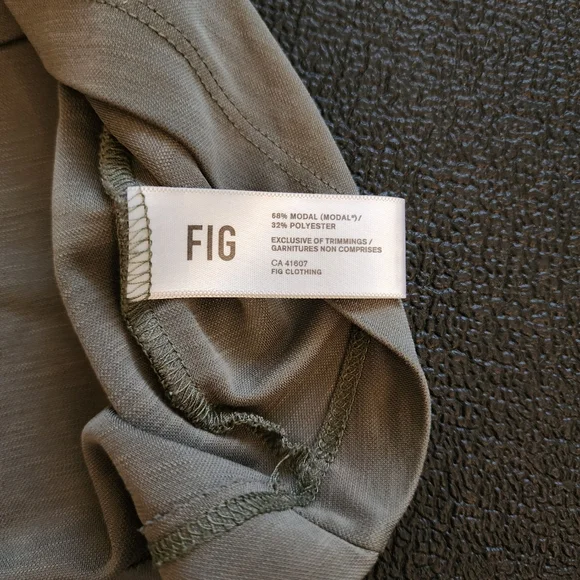 FIG
68% MODAL (MODAL®)/
32% POLYESTER
EXCLUSIVE OF TRIMMINGS /
GARNITURES NON COMPRISES
CA 41607
FIG CLOTHING